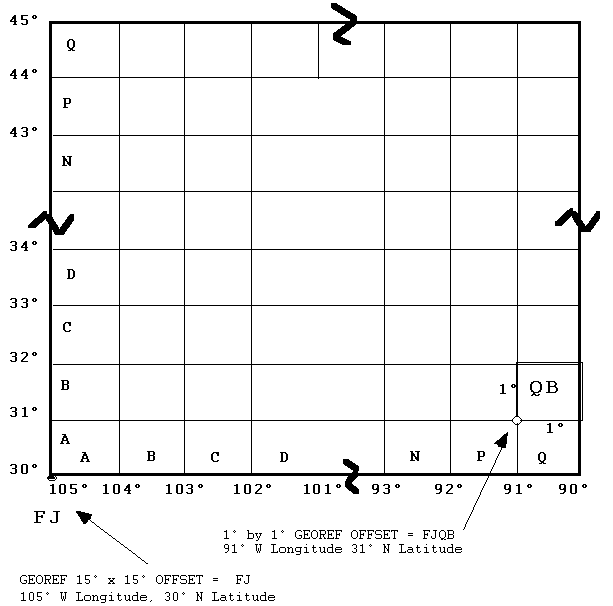 45°
Q
44°
P
43°
N
34°
D
33°
C
32°
B
1° QB
31°
A
1°
A B C D N P Q
30°
105° 104° 103° 102° 101° 93° 92° 91° 90°
FJ
1° by 1° GEOREF OFFSET = FJQB
91° W Longitude 31° N Latitude
GEOREF 15° x 15° OFFSET = FJ
105° W Longitude, 30° N Latitude